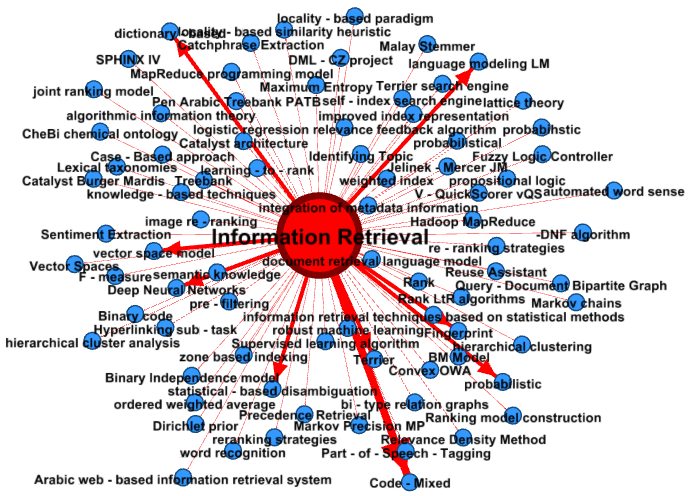 locality - based paradigm
dictionary - based
locality - based similarity heuristic
Catchphrase Extraction
Malay Stemmer
SPHINX IV
DML - CZ project
language modeling LM
MapReduce programming model
joint ranking model
Maximum Entropy
Terrier search engine
Pen Arabic Treebank PATB
self - index search engine
lattice theory
algorithmic information theory
improved index representation
CheBi chemical ontology
logistic regression
relevance feedback algorithm
probabihstic
Catalyst architecture
probabilistical
Case - Based approach
Identifying Topic
Fuzzy Logic Controller
Lexical taxonomies
learning - to - rank
Jelinek - Mercer JM
Catalyst Burger Mardis
Treebank
weighted index
propositional logic
knowledge - based techniques
V - QuickScorer vQS
automated word sense
integration of metadata information
image re - ranking
Hadoop MapReduce
Sentiment Extraction
Information Retrieval
-DNF algorithm
vector space model
re - ranking strategies
document retrieval language model
Vector Spaces
F - measure
semantic knowledge
Reuse Assistant
Deep Neural Networks
Rank
Query - Document Bipartite Graph
pre - filtering
Rank LtR algorithms
Markov chains
Binary code
information retrieval techniques based on statistical methods
Hyperlinking sub - task
robust machine learning
Fingerprint
hierarchical cluster analysis
Supervised learning algorithm
hierarchical clustering
zone based indexing
Terrier
BM Model
Convex OWA
Binary Independence model
probabilistic
statistical - based disambiguation
ordered weighted average
bi - type relation graphs
Precedence Retrieval
Ranking model construction
Dirichlet prior
Markov Precision MP
reranking strategies
Relevance Density Method
word recognition
Part - of - Speech - Tagging
Arabic web - based information retrieval system
Code - Mixed